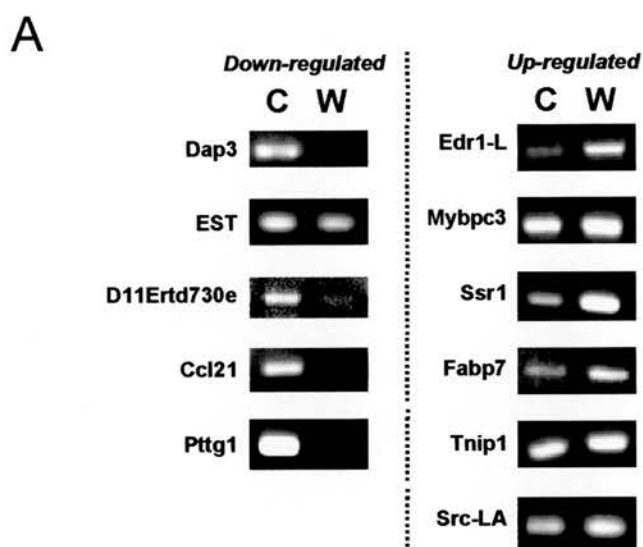 A
Down-regulated
C W
Dap3
EST
D11Ertd730e
Ccl21
Pttg1
Up-regulated
C W
Edr1-L
Mybpc3
Ssr1
Fabp7
Tnip1
Src-LA